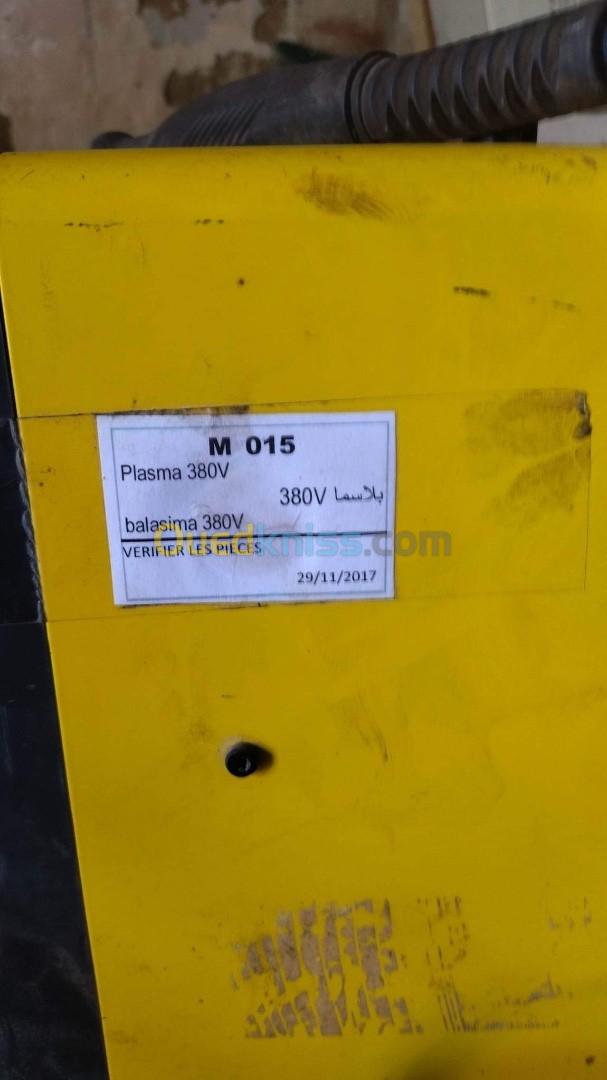 M 015
Plasma 380V
بلاسما 380V
balasima 380V
Ouedkniss.com
VERIFIER LES PIECES
29/11/2017